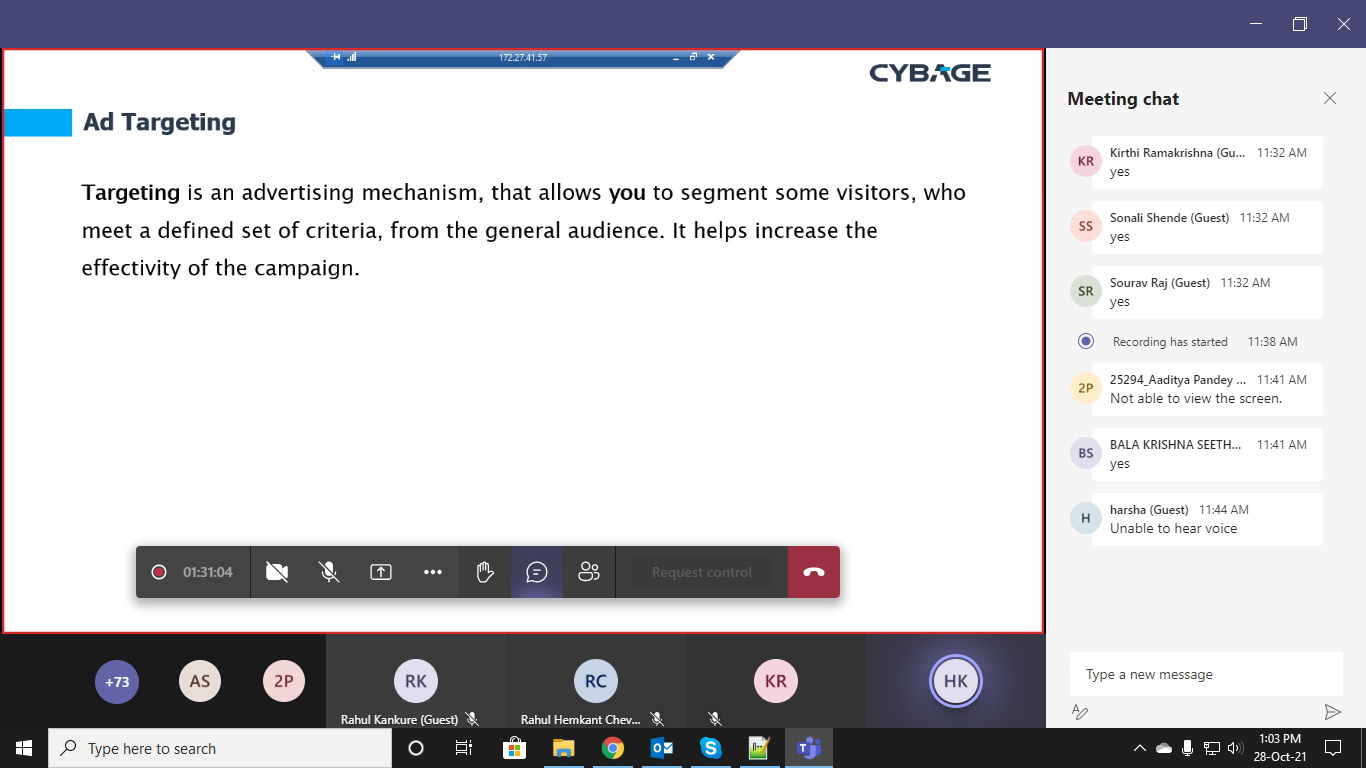 172.27.41.57
CYBAGE
Ad Targeting
Targeting is an advertising mechanism, that allows you to segment some visitors, who
meet a defined set of criteria, from the general audience. It helps increase the
effectivity of the campaign.
01:31:04
Request control
+73
AS
2P
RK
Rahul Kankure (Guest)
RC
Rahul Hemkant Chev...
KR
HK
Meeting chat
KR
Kirthi Ramakrishna (Gu... 11:32 AM
yes
SS
Sonali Shende (Guest) 11:32 AM
yes
SR
Sourav Raj (Guest) 11:32 AM
yes
Recording has started 11:38 AM
2P
25294_Aaditya Pandey ... 11:41 AM
Not able to view the screen.
BS
BALA KRISHNA SEETH... 11:41 AM
yes
H
harsha (Guest) 11:44 AM
Unable to hear voice
Type a new message
Type here to search
1:03 PM
28-Oct-21